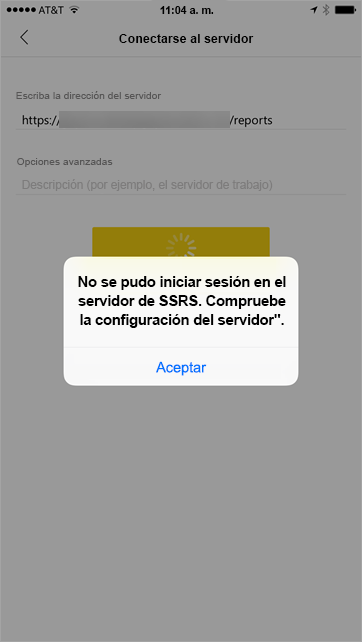 AT&T 11:04 a. m.
Conectarse al servidor
Escriba la dirección del servidor
https:// /reports
Opciones avanzadas
Descripción (por ejemplo, el servidor de trabajo)
No se pudo iniciar sesión en el
servidor de SSRS. Compruebe
la configuración del servidor".
Aceptar